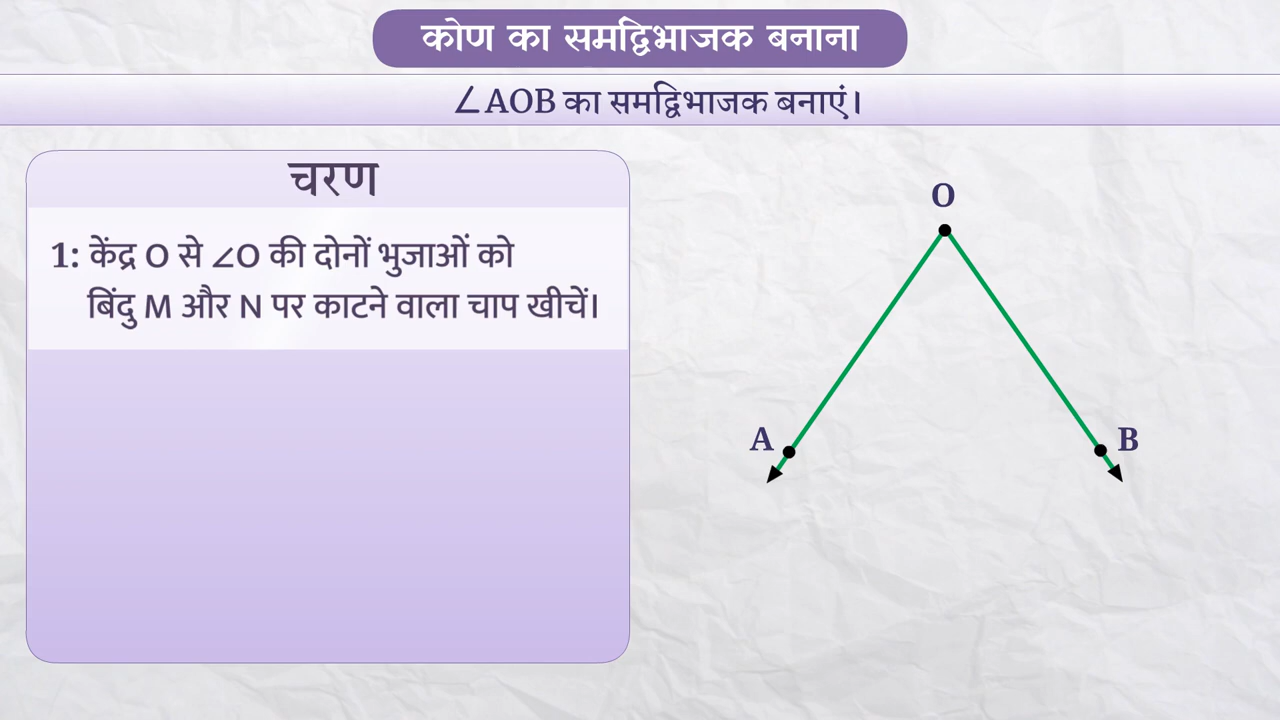 कोण का समद्विभाजक बनाना
∠AOB का समद्विभाजक बनाएं।
चरण
1: केंद्र O से ∠O की दोनों भुजाओं को
बिंदु M और N पर काटने वाला चाप खीचें।
O
A
B